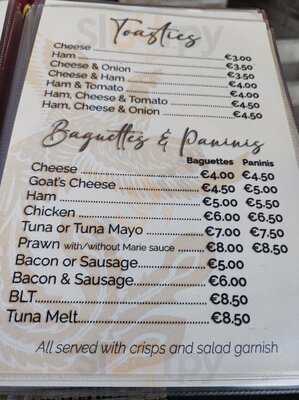 Toasties
Cheese..........€3.00
Ham..........€3.50
Cheese & Onion..........€3.50
Cheese & Ham..........€4.00
Ham & Tomato..........€4.00
Ham, Cheese & Tomato..........€4.50
Ham, Cheese & Onion..........€4.50
Baguettes & Paninis
Baguettes Paninis
Cheese..........€4.00 €4.50
Goat's Cheese..........€4.50 €5.00
Ham..........€5.00 €5.50
Chicken..........€6.00 €6.50
Tuna or Tuna Mayo..........€7.00 €7.50
Prawn with/without Marie sauce..........€8.00 €8.50
Bacon or Sausage..........€5.00
Bacon & Sausage..........€6.00
BLT..........€8.50
Tuna Melt..........€8.50
All served with crisps and salad garnish